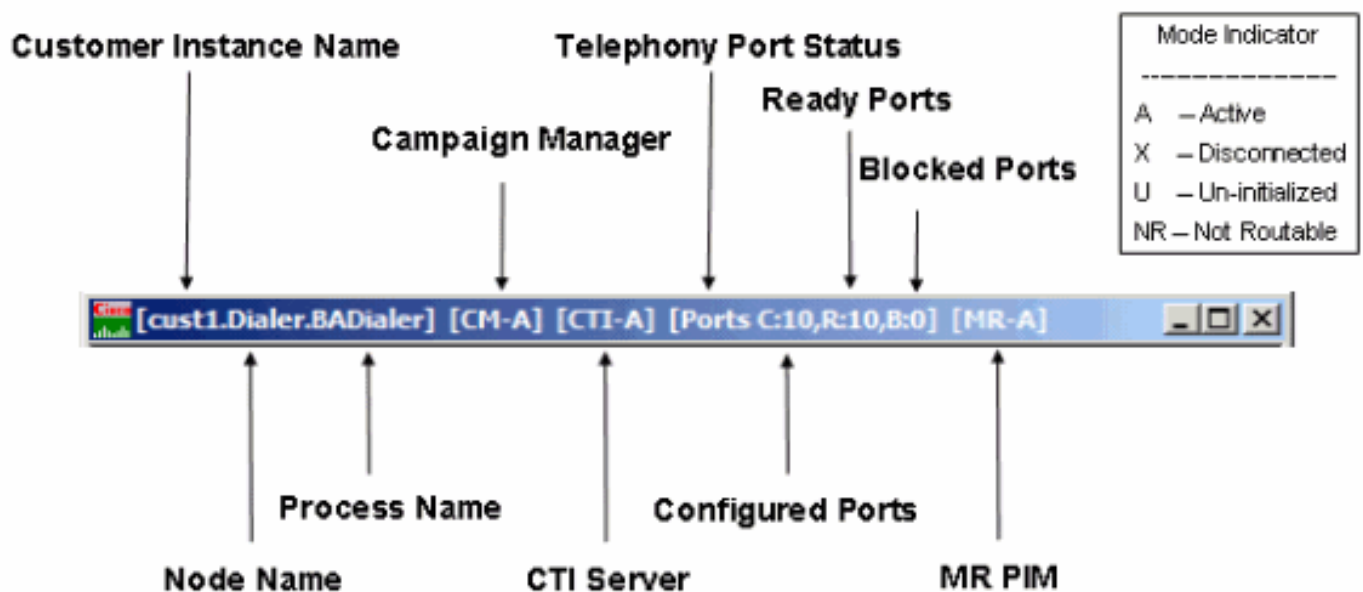 Customer Instance Name
Telephony Port Status
Ready Ports
Campaign Manager
Blocked Ports
Mode Indicator
-------------
A – Active
X – Disconnected
U – Un-initialized
NR – Not Routable
Cisco
[cust1.Dialer.BADialer] [CM-A] [CTI-A] [Ports C:10,R:10,B:0] [MR-A]
Process Name
Configured Ports
Node Name
CTI Server
MR PIM